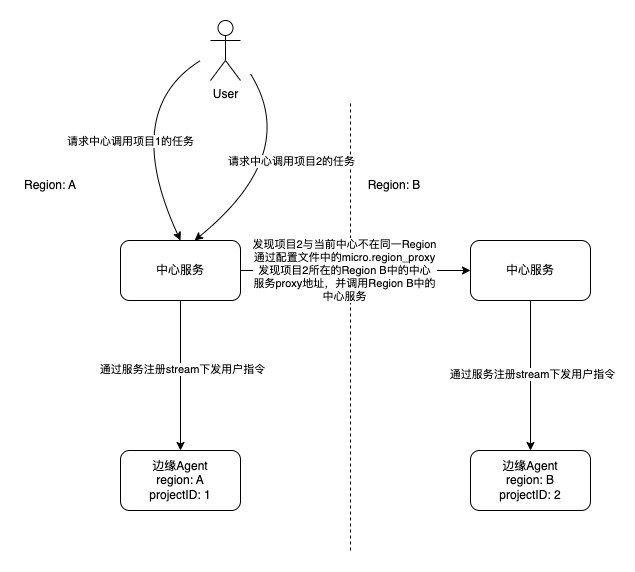 User
请求中心调用项目1的任务
请求中心调用项目2的任务
Region: A
Region: B
中心服务
发现项目2与当前中心不在同一Region
通过配置文件中的micro.region_proxy
发现项目2所在的Region B中的中心
服务proxy地址，并调用Region B中的
中心服务
中心服务
通过服务注册stream下发用户指令
通过服务注册stream下发用户指令
边缘Agent
region: A
projectID: 1
边缘Agent
region: B
projectID: 2